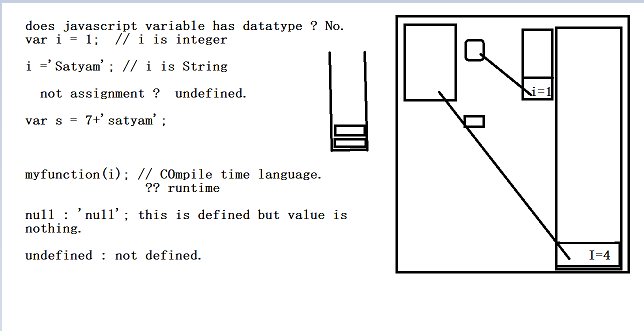 does javascript variable has datatype ? No.
var i = 1;  // i is integer
i ='Satyam'; // i is String
not assignment ?  undefined.
var s = 7+'satyam';
myfunction(i); // COmpile time language.
?? runtime
null : 'null'; this is defined but value is
nothing.
undefined : not defined.
i=1
I=4